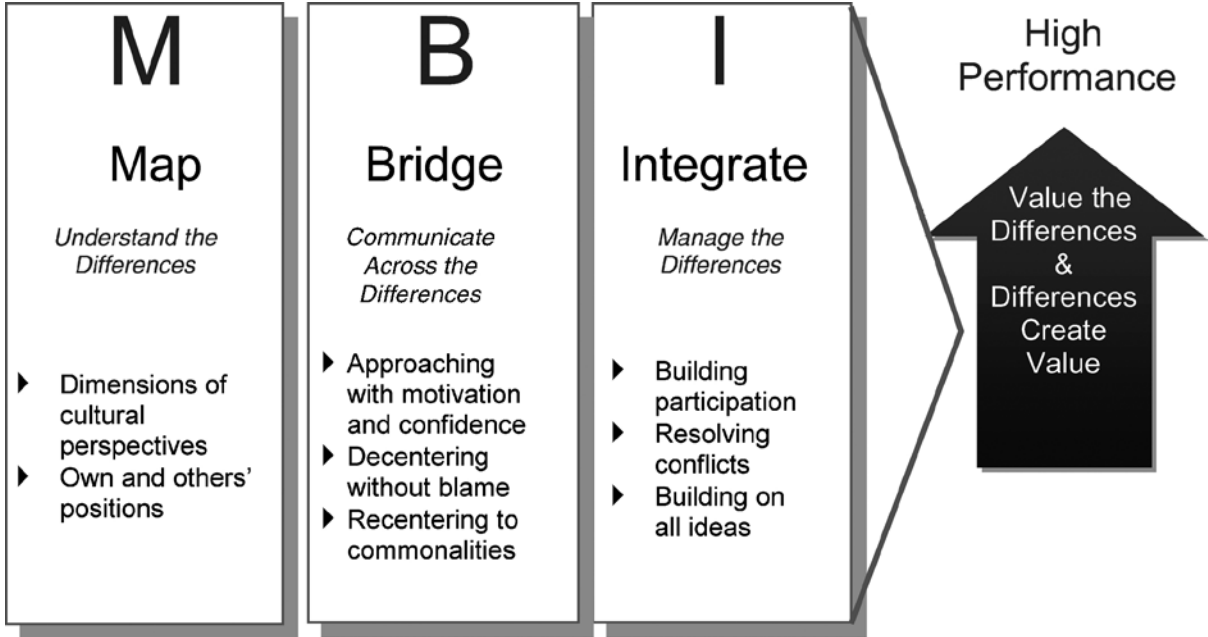 M
Map
Understand the
Differences
Dimensions of
cultural
perspectives
Own and others’
positions
B
Bridge
Communicate
Across the
Differences
Approaching
with motivation
and confidence
Decentering
without blame
Recentering to
commonalities
I
Integrate
Manage the
Differences
Building
participation
Resolving
conflicts
Building on
all ideas
High
Performance
Value the
Differences
&
Differences
Create
Value